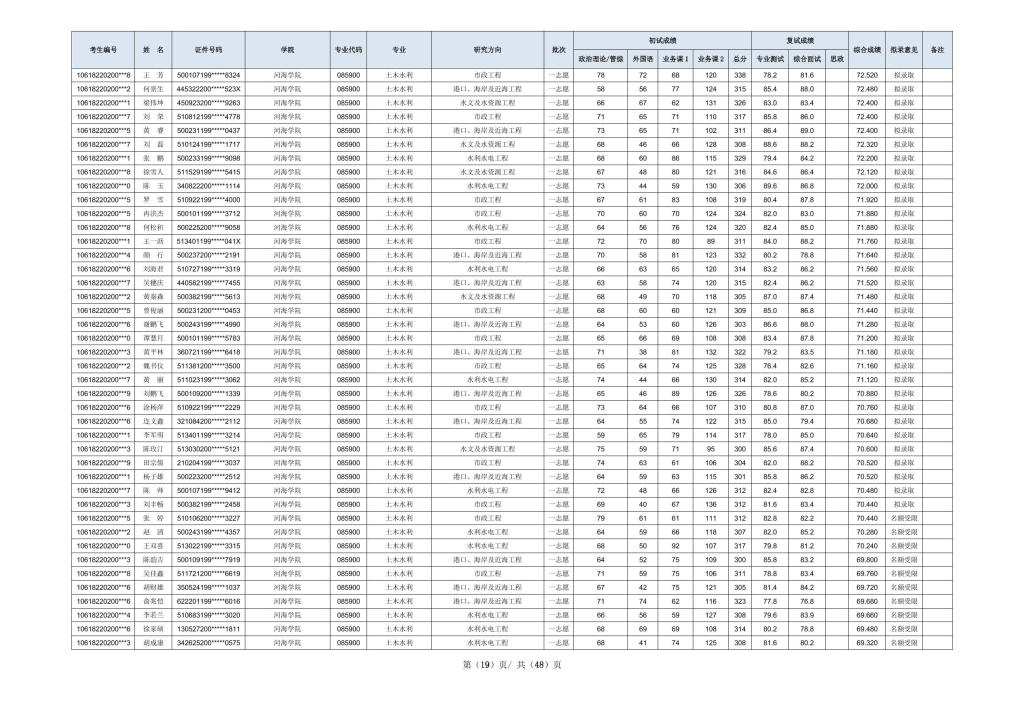 考生编号 姓 名 证件号码 学院 专业代码 专业 研究方向 批次 初试成绩 复试成绩 综合成绩 拟录意见 备注
政治理论/管综 外国语 业务课1 业务课2 总分 专业测试 综合面试 思政
10618220200***8 王 芳 500107199*****8324 河海学院 085900 土木水利 市政工程 一志愿 78 72 68 120 338 78.2 81.6 72.520 拟录取
10618220200***2 何景生 445322200*****523X 河海学院 085900 土木水利 港口、海岸及近海工程 一志愿 58 56 77 124 315 85.4 88.0 72.480 拟录取
10618220200***1 梁伟坤 450923200*****9263 河海学院 085900 土木水利 水文及水资源工程 一志愿 66 67 62 131 326 83.0 83.4 72.400 拟录取
10618220200***7 刘 荣 510812199*****4778 河海学院 085900 土木水利 市政工程 一志愿 71 65 71 110 317 85.8 86.0 72.400 拟录取
10618220200***5 黄 睿 500231199*****0437 河海学院 085900 土木水利 港口、海岸及近海工程 一志愿 73 65 71 102 311 86.4 89.0 72.400 拟录取
10618220200***7 刘 磊 510124199*****1717 河海学院 085900 土木水利 水文及水资源工程 一志愿 68 46 66 128 308 88.6 88.2 72.320 拟录取
10618220200***1 张 鹏 500233199*****9098 河海学院 085900 土木水利 水利水电工程 一志愿 68 60 86 115 329 79.4 84.2 72.200 拟录取
10618220200***8 徐雪人 511529199*****5415 河海学院 085900 土木水利 水文及水资源工程 一志愿 67 48 80 121 316 84.6 86.4 72.120 拟录取
10618220200***0 陈 玉 340822200*****1114 河海学院 085900 土木水利 水利水电工程 一志愿 73 44 59 130 306 89.6 86.8 72.000 拟录取
10618220200***5 罗 雪 510922199*****4000 河海学院 085900 土木水利 市政工程 一志愿 67 61 83 108 319 80.4 87.8 71.920 拟录取
10618220200***5 冉洪杰 500101199*****3712 河海学院 085900 土木水利 市政工程 一志愿 70 60 70 124 324 82.0 83.0 71.880 拟录取
10618220200***8 何松积 500225200*****9058 河海学院 085900 土木水利 水利水电工程 一志愿 64 56 76 124 320 82.4 85.0 71.880 拟录取
10618220200***1 王一沥 513401199*****041X 河海学院 085900 土木水利 市政工程 一志愿 72 70 80 89 311 84.0 88.2 71.760 拟录取
10618220200***4 颜 行 500237200*****2191 河海学院 085900 土木水利 港口、海岸及近海工程 一志愿 70 58 81 123 332 80.2 78.8 71.640 拟录取
10618220200***6 刘海君 510727199*****3319 河海学院 085900 土木水利 水利水电工程 一志愿 66 63 65 120 314 83.2 86.2 71.560 拟录取
10618220200***7 吴穗庆 440582199*****7455 河海学院 085900 土木水利 港口、海岸及近海工程 一志愿 63 58 74 120 315 82.4 86.2 71.520 拟录取
10618220200***2 黄泰森 500382199*****5613 河海学院 085900 土木水利 水文及水资源工程 一志愿 68 49 70 118 305 87.0 87.4 71.480 拟录取
10618220200***5 曾俊涵 500231200*****0453 河海学院 085900 土木水利 市政工程 一志愿 68 60 60 121 309 85.0 86.8 71.440 拟录取
10618220200***6 谢鹏飞 500243199*****4990 河海学院 085900 土木水利 港口、海岸及近海工程 一志愿 64 53 60 126 303 86.6 88.0 71.280 拟录取
10618220200***0 谭慧月 500101199*****5783 河海学院 085900 土木水利 市政工程 一志愿 65 66 69 108 308 83.4 87.8 71.200 拟录取
10618220200***3 黄平林 360721199*****6418 河海学院 085900 土木水利 港口、海岸及近海工程 一志愿 71 38 81 132 322 79.2 83.5 71.180 拟录取
10618220200***2 魏书仪 511381200*****3500 河海学院 085900 土木水利 市政工程 一志愿 65 64 74 125 328 76.4 82.6 71.160 拟录取
10618220200***7 黄 丽 511023199*****3062 河海学院 085900 土木水利 水利水电工程 一志愿 74 44 66 130 314 82.0 85.2 71.120 拟录取
10618220200***9 刘鹏飞 500109200*****1339 河海学院 085900 土木水利 港口、海岸及近海工程 一志愿 65 46 89 126 326 78.6 80.2 70.880 拟录取
10618220200***6 涂杨萍 510922199*****2229 河海学院 085900 土木水利 市政工程 一志愿 73 64 66 107 310 80.8 87.0 70.760 拟录取
10618220200***6 连义鑫 321084200*****2112 河海学院 085900 土木水利 港口、海岸及近海工程 一志愿 64 55 74 122 315 85.0 79.4 70.680 拟录取
10618220200***1 李军明 513401199*****3214 河海学院 085900 土木水利 市政工程 一志愿 59 65 79 114 317 78.0 85.0 70.640 拟录取
10618220200***3 陈玫汀 513030200*****5121 河海学院 085900 土木水利 水文及水资源工程 一志愿 75 59 71 95 300 85.6 87.4 70.600 拟录取
10618220200***9 田宗儒 210204199*****3037 河海学院 085900 土木水利 市政工程 一志愿 74 63 61 106 304 82.0 88.2 70.520 拟录取
10618220200***1 杨子雄 500223200*****2512 河海学院 085900 土木水利 港口、海岸及近海工程 一志愿 64 59 63 115 301 85.8 86.2 70.520 拟录取
10618220200***7 陈 帅 500107199*****9412 河海学院 085900 土木水利 水利水电工程 一志愿 72 48 66 126 312 82.4 82.8 70.480 拟录取
10618220200***3 刘丰畅 500382199*****2458 河海学院 085900 土木水利 市政工程 一志愿 69 40 67 136 312 81.6 83.4 70.440 拟录取
10618220200***5 张 婷 510106200*****3227 河海学院 085900 土木水利 市政工程 一志愿 79 61 61 111 312 82.8 82.2 70.440 名额受限
10618220200***2 赵 清 500243199*****4357 河海学院 085900 土木水利 水利水电工程 一志愿 64 59 66 118 307 82.0 85.2 70.280 名额受限
10618220200***0 王双喜 513022199*****3315 河海学院 085900 土木水利 水利水电工程 一志愿 68 50 92 107 317 79.8 81.2 70.240 名额受限
10618220200***3 陈韵吉 500109199*****7919 河海学院 085900 土木水利 港口、海岸及近海工程 一志愿 64 52 75 109 300 85.8 83.2 69.800 名额受限
10618220200***8 吴佳鑫 511721200*****6619 河海学院 085900 土木水利 市政工程 一志愿 71 59 75 106 311 78.8 83.4 69.760 名额受限
10618220200***6 胡财雄 350524199*****1037 河海学院 085900 土木水利 港口、海岸及近海工程 一志愿 67 42 75 121 305 81.4 84.2 69.720 名额受限
10618220200***6 俞兆恺 622201199*****6016 河海学院 085900 土木水利 港口、海岸及近海工程 一志愿 71 74 62 116 323 77.8 76.8 69.680 名额受限
10618220200***4 李若兰 510683199*****3020 河海学院 085900 土木水利 水利水电工程 一志愿 66 56 59 127 308 79.6 83.9 69.660 名额受限
10618220200***6 徐家硕 130527200*****1811 河海学院 085900 土木水利 水利水电工程 一志愿 68 69 69 108 314 80.2 78.8 69.480 名额受限
10618220200***3 胡成康 342625200*****0575 河海学院 085900 土木水利 水利水电工程 一志愿 68 41 74 125 308 81.6 80.2 69.320 名额受限
第（19）页/ 共（48）页